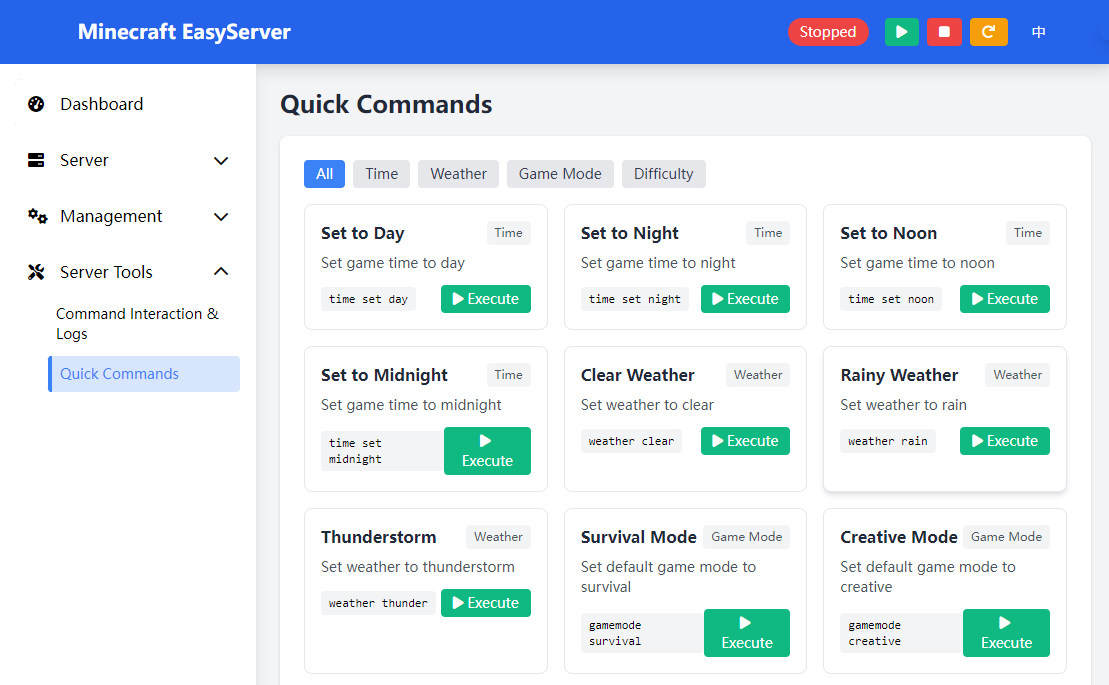 Minecraft EasyServer
Stopped
中
Dashboard
Server
Management
Server Tools
Command Interaction &
Logs
Quick Commands
Quick Commands
All Time Weather Game Mode Difficulty
Set to Day Time
Set game time to day
time set day Execute
Set to Night Time
Set game time to night
time set night Execute
Set to Noon Time
Set game time to noon
time set noon Execute
Set to Midnight Time
Set game time to midnight
time set
midnight
Execute
Clear Weather Weather
Set weather to clear
weather clear Execute
Rainy Weather Weather
Set weather to rain
weather rain Execute
Thunderstorm Weather
Set weather to thunderstorm
weather thunder Execute
Survival Mode Game Mode
Set default game mode to
survival
gamemode
survival
Execute
Creative Mode Game Mode
Set default game mode to
creative
gamemode
creative
Execute